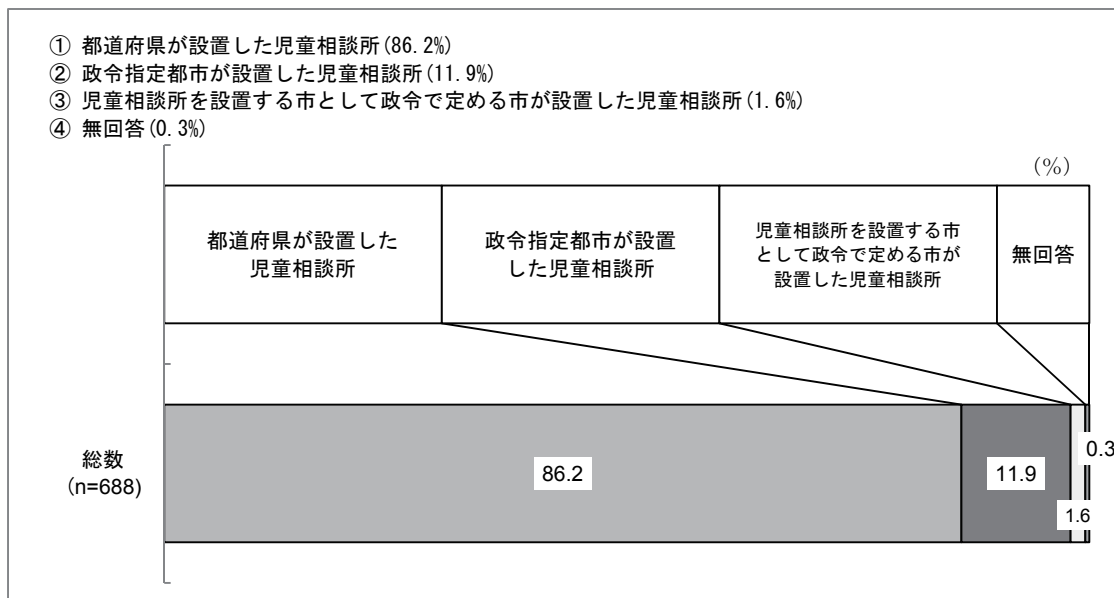 ① 都道府県が設置した児童相談所(86.2%)
② 政令指定都市が設置した児童相談所(11.9%)
③ 児童相談所を設置する市として政令で定める市が設置した児童相談所(1.6%)
④ 無回答(0.3%)
(%)
都道府県が設置した
児童相談所
政令指定都市が設置
した児童相談所
児童相談所を設置する市
として政令で定める市が
設置した児童相談所
無回答
総数
(n=688)
86.2
11.9
1.6
0.3